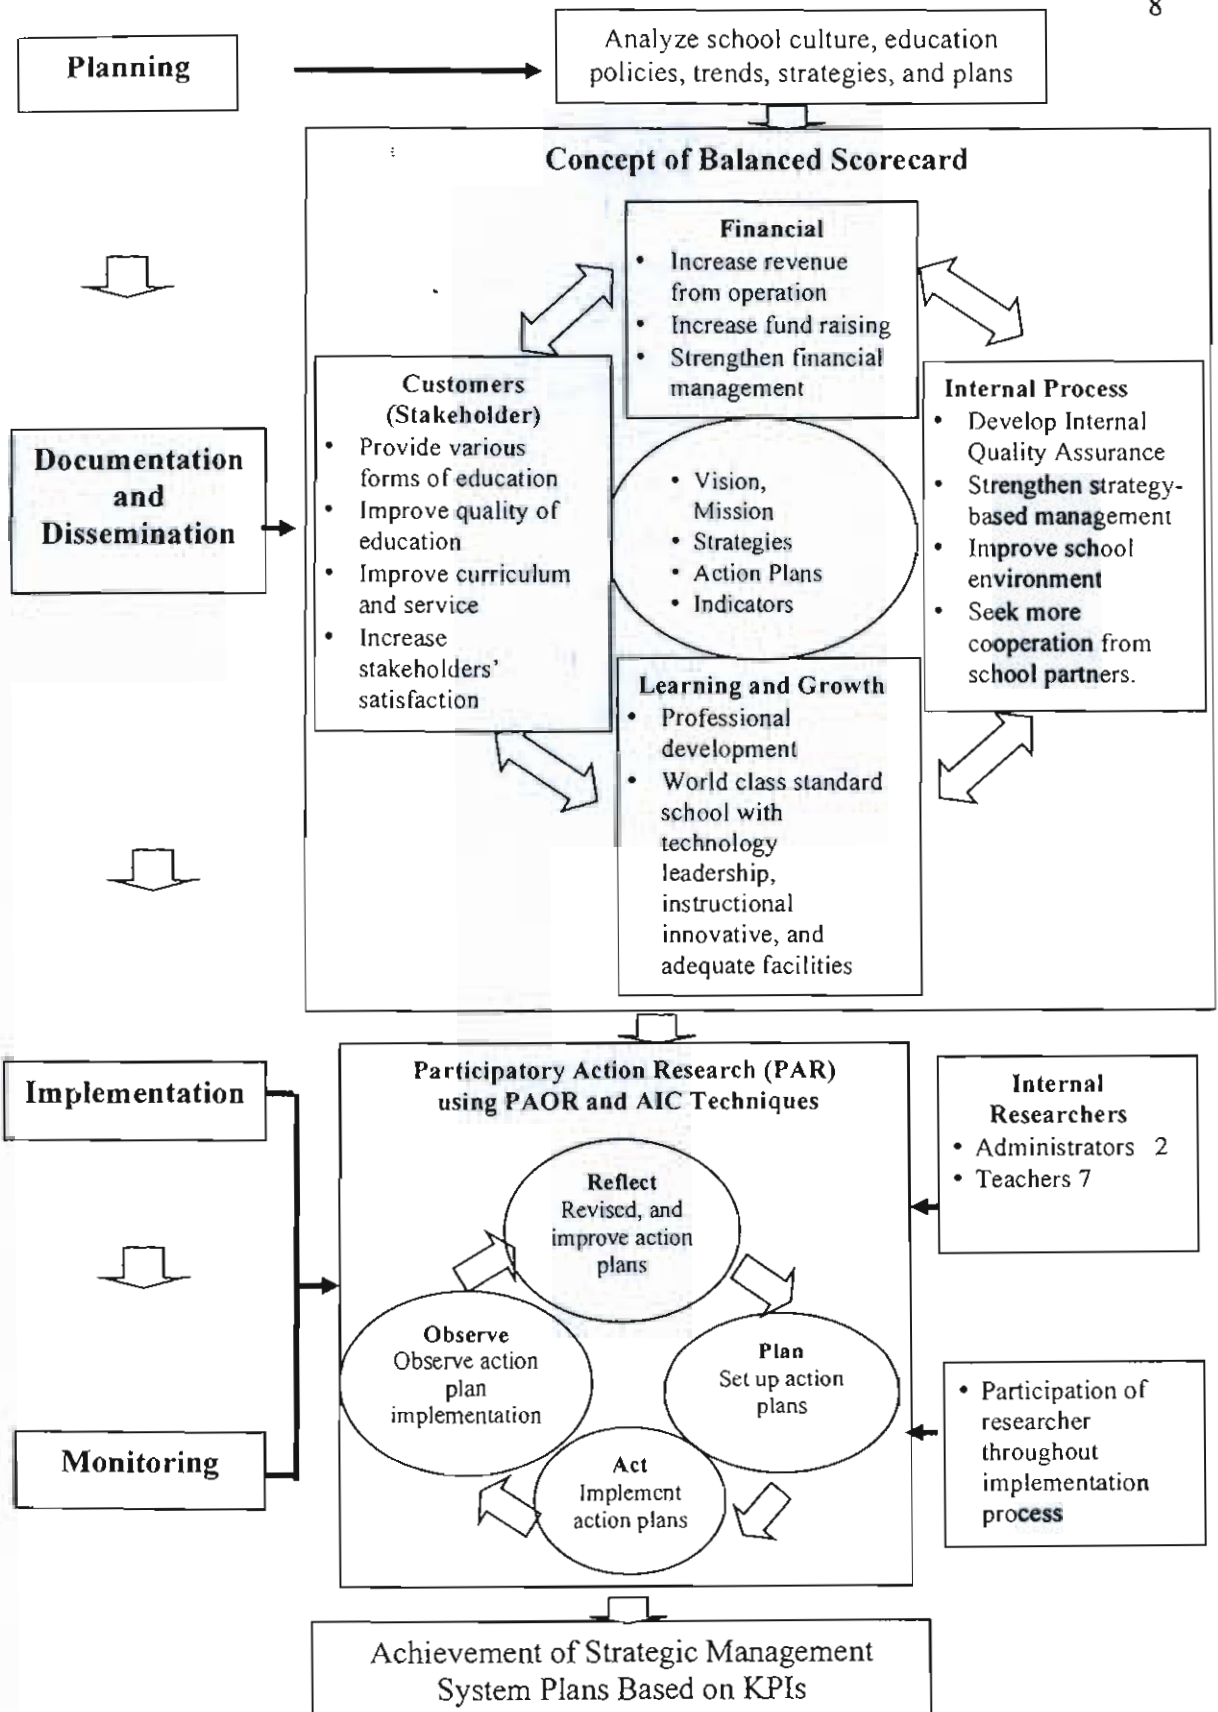 8
Planning
Analyze school culture, education
policies, trends, strategies, and plans
Concept of Balanced Scorecard
Financial
• Increase revenue
from operation
• Increase fund raising
• Strengthen financial
management
Customers
(Stakeholder)
• Provide various
forms of education
• Improve quality of
education
• Improve curriculum
and service
• Increase
stakeholders'
satisfaction
Documentation
and
Dissemination
• Vision,
Mission
• Strategies
• Action Plans
• Indicators
Internal Process
• Develop Internal
Quality Assurance
• Strengthen strategy-
based management
• Improve school
environment
• Seek more
cooperation from
school partners.
Learning and Growth
• Professional
development
• World class standard
school with
technology
leadership,
instructional
innovative, and
adequate facilities
Implementation
Participatory Action Research (PAR)
using PAOR and AIC Techniques
Internal
Researchers
• Administrators 2
• Teachers 7
Reflect
Revised, and
improve action
plans
Observe
Observe action
plan
implementation
Plan
Set up action
plans
Act
Implement
action plans
Monitoring
• Participation of
researcher
throughout
implementation
process
Achievement of Strategic Management
System Plans Based on KPIs